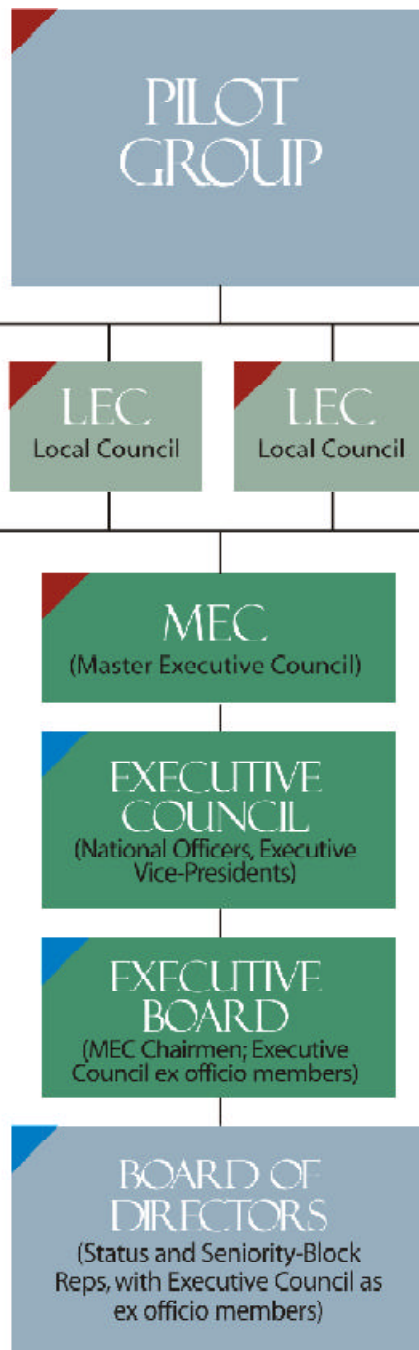 PILOT
GROUP
LEC
Local Council
LEC
Local Council
MEC
(Master Executive Council)
EXECUTIVE
COUNCIL
(National Officers, Executive
Vice-Presidents)
EXECUTIVE
BOARD
(MEC Chairmen; Executive
Council ex officio members)
BOARD OF
DIRECTORS
(Status and Seniority-Block
Reps, with Executive Council as
ex officio members)